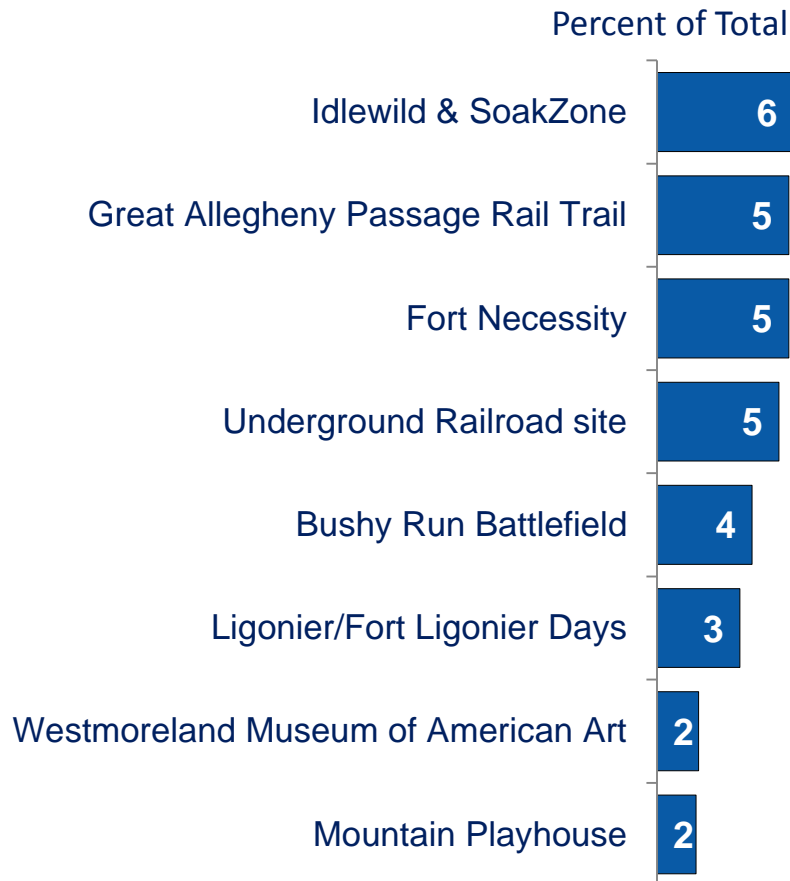 Percent of Total
Idlewild & SoakZone 6
Great Allegheny Passage Rail Trail 5
Fort Necessity 5
Underground Railroad site 5
Bushy Run Battlefield 4
Ligonier/Fort Ligonier Days 3
Westmoreland Museum of American Art 2
Mountain Playhouse 2